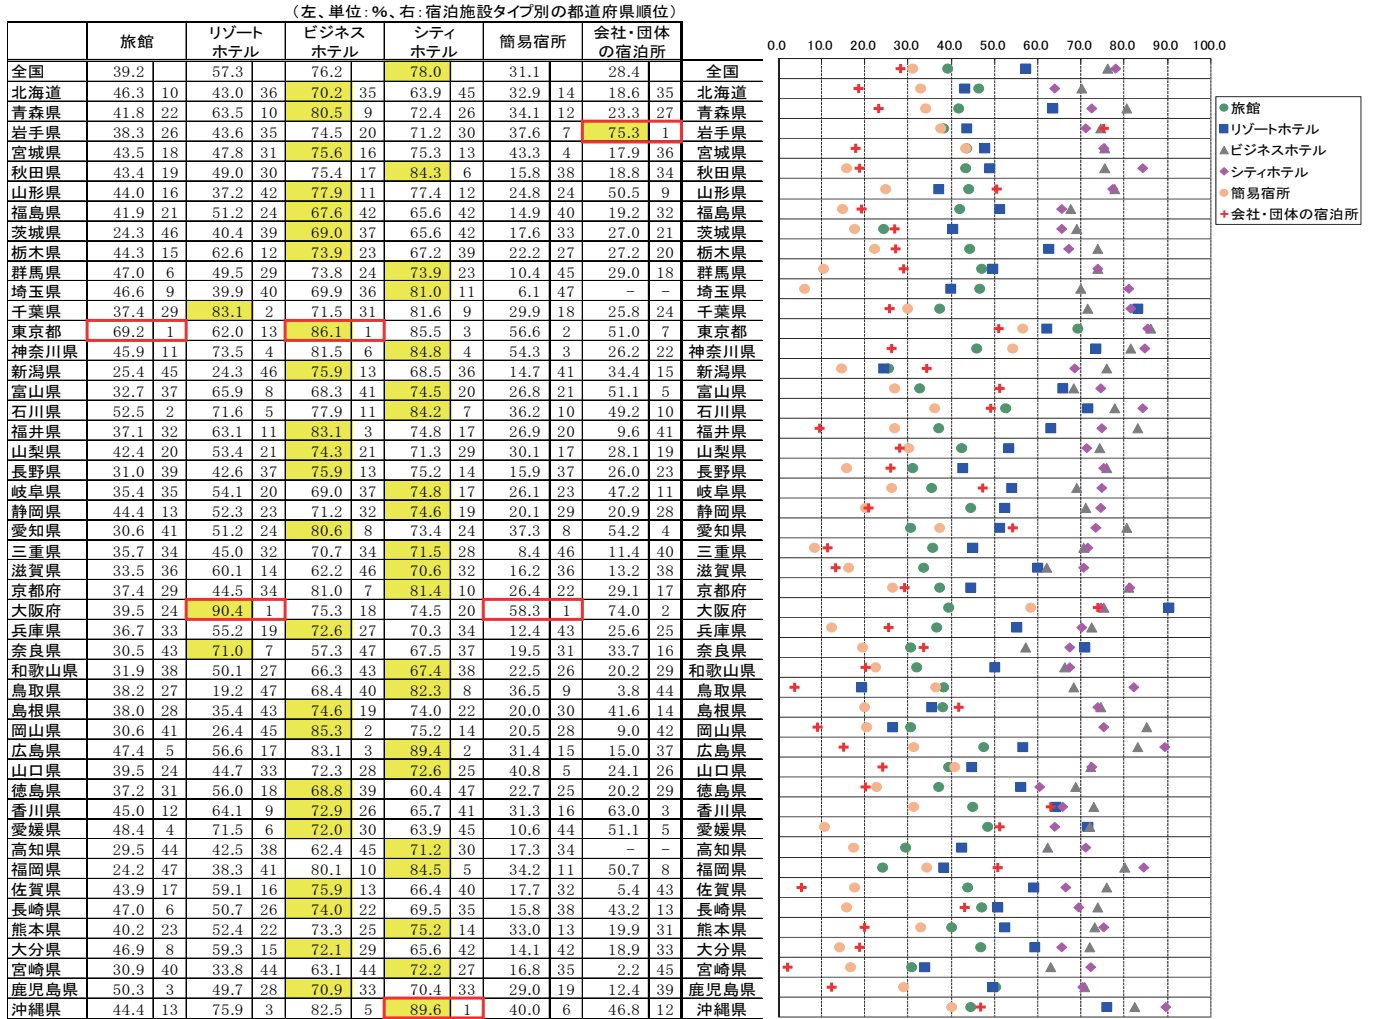 (左、単位:%、右:宿泊施設タイプ別の都道府県順位)
旅館 リゾートホテル ビジネスホテル シティホテル 簡易宿所 会社・団体の宿泊所
0.0 10.0 20.0 30.0 40.0 50.0 60.0 70.0 80.0 90.0 100.0
全国 39.2 57.3 76.2 78.0 31.1 28.4 全国
北海道 46.3 10 43.0 36 70.2 35 63.9 45 32.9 14 18.6 35 北海道
青森県 41.8 22 63.5 10 80.5 9 72.4 26 34.1 12 23.3 27 青森県
岩手県 38.3 26 43.6 35 74.5 20 71.2 30 37.6 7 75.3 1 岩手県
宮城県 43.5 18 47.8 31 75.6 16 75.3 13 43.3 4 17.9 36 宮城県
秋田県 43.4 19 49.0 30 75.4 17 84.3 6 15.8 38 18.8 34 秋田県
山形県 44.0 16 37.2 42 77.9 11 77.4 12 24.8 24 50.5 9 山形県
福島県 41.9 21 51.2 24 67.6 42 65.6 42 14.9 40 19.2 32 福島県
茨城県 24.3 46 40.4 39 69.0 37 65.6 42 17.6 33 27.0 21 茨城県
栃木県 44.3 15 62.6 12 73.9 23 67.2 39 22.2 27 27.2 20 栃木県
群馬県 47.0 6 49.5 29 73.8 24 73.9 23 10.4 45 29.0 18 群馬県
埼玉県 46.6 9 39.9 40 69.9 36 81.0 11 6.1 47 － － 埼玉県
千葉県 37.4 29 83.1 2 71.5 31 81.6 9 29.9 18 25.8 24 千葉県
東京都 69.2 1 62.0 13 86.1 1 85.5 3 56.6 2 51.0 7 東京都
神奈川県 45.9 11 73.5 4 81.5 6 84.8 4 54.3 3 26.2 22 神奈川県
新潟県 25.4 45 24.3 46 75.9 13 68.5 36 14.7 41 34.4 15 新潟県
富山県 32.7 37 65.9 8 68.3 41 74.5 20 26.8 21 51.1 5 富山県
石川県 52.5 2 71.6 5 77.9 11 84.2 7 36.2 10 49.2 10 石川県
福井県 37.1 32 63.1 11 83.1 3 74.8 17 26.9 20 9.6 41 福井県
山梨県 42.4 20 53.4 21 74.3 21 71.3 29 30.1 17 28.1 19 山梨県
長野県 31.0 39 42.6 37 75.9 13 75.2 14 15.9 37 26.0 23 長野県
岐阜県 35.4 35 54.1 20 69.0 37 74.8 17 26.1 23 47.2 11 岐阜県
静岡県 44.4 13 52.3 23 71.2 32 74.6 19 20.1 29 20.9 28 静岡県
愛知県 30.6 41 51.2 24 80.6 8 73.4 24 37.3 8 54.2 4 愛知県
三重県 35.7 34 45.0 32 70.7 34 71.5 28 8.4 46 11.4 40 三重県
滋賀県 33.5 36 60.1 14 62.2 46 70.6 32 16.2 36 13.2 38 滋賀県
京都府 37.4 29 44.5 34 81.0 7 81.4 10 26.4 22 29.1 17 京都府
大阪府 39.5 24 90.4 1 75.3 18 74.5 20 58.3 1 74.0 2 大阪府
兵庫県 36.7 33 55.2 19 72.6 27 70.3 34 12.4 43 25.6 25 兵庫県
奈良県 30.5 43 71.0 7 57.3 47 67.5 37 19.5 31 33.7 16 奈良県
和歌山県 31.9 38 50.1 27 66.3 43 67.4 38 22.5 26 20.2 29 和歌山県
鳥取県 38.2 27 19.2 47 68.4 40 82.3 8 36.5 9 3.8 44 鳥取県
島根県 38.0 28 35.4 43 74.6 19 74.0 22 20.0 30 41.6 14 島根県
岡山県 30.6 41 26.4 45 85.3 2 75.2 14 20.5 28 9.0 42 岡山県
広島県 47.4 5 56.6 17 83.1 3 89.4 2 31.4 15 15.0 37 広島県
山口県 39.5 24 44.7 33 72.3 28 72.6 25 40.8 5 24.1 26 山口県
徳島県 37.2 31 56.0 18 68.8 39 60.4 47 22.7 25 20.2 29 徳島県
香川県 45.0 12 64.1 9 72.9 26 65.7 41 31.3 16 63.0 3 香川県
愛媛県 48.4 4 71.5 6 72.0 30 63.9 45 10.6 44 51.1 5 愛媛県
高知県 29.5 44 42.5 38 62.4 45 71.2 30 17.3 34 － － 高知県
福岡県 24.2 47 38.3 41 80.1 10 84.5 5 34.2 11 50.7 8 福岡県
佐賀県 43.9 17 59.1 16 75.9 13 66.4 40 17.7 32 5.4 43 佐賀県
長崎県 47.0 6 50.7 26 74.0 22 69.5 35 15.8 38 43.2 13 長崎県
熊本県 40.2 23 52.4 22 73.3 25 75.2 14 33.0 13 19.9 31 熊本県
大分県 46.9 8 59.3 15 72.1 29 65.6 42 14.1 42 18.9 33 大分県
宮崎県 30.9 40 33.8 44 63.1 44 72.2 27 16.8 35 2.2 45 宮崎県
鹿児島県 50.3 3 49.7 28 70.9 33 70.4 33 29.0 19 12.4 39 鹿児島県
沖縄県 44.4 13 75.9 3 82.5 5 89.6 1 40.0 6 46.8 12 沖縄県
旅館
リゾートホテル
ビジネスホテル
シティホテル
簡易宿所
会社・団体の宿泊所